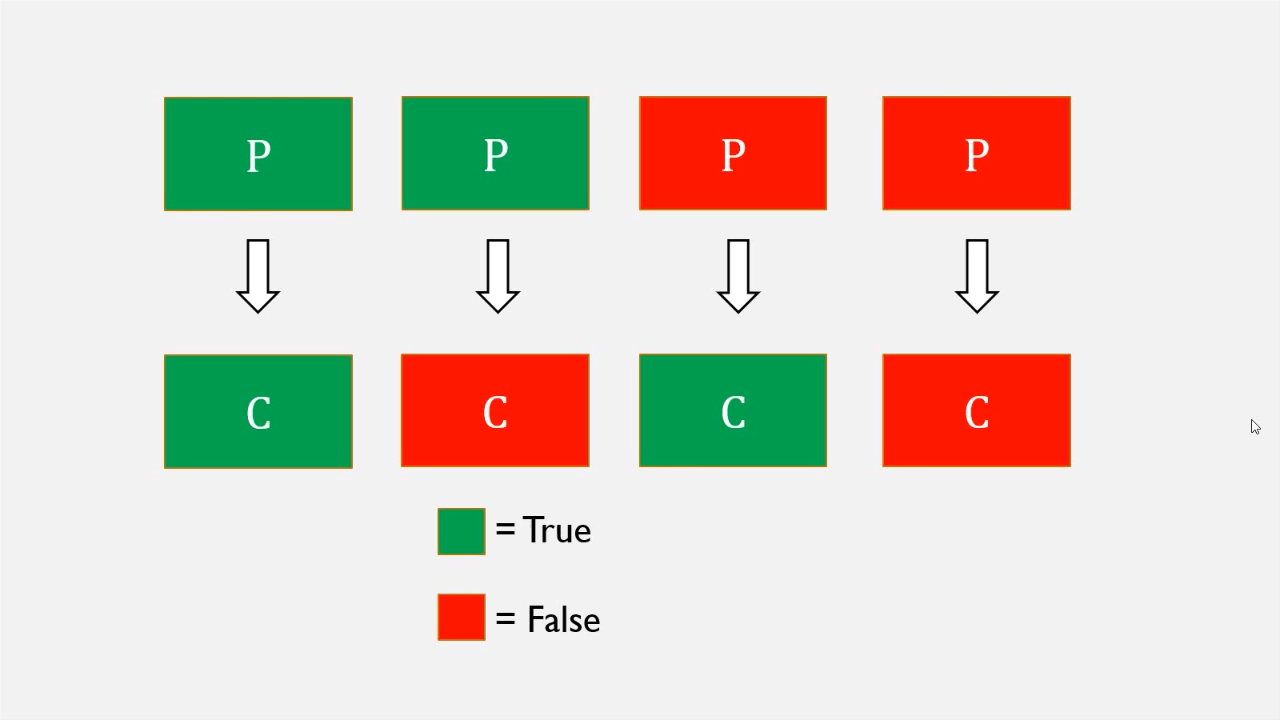 P P P P
C C C C
= True
= False